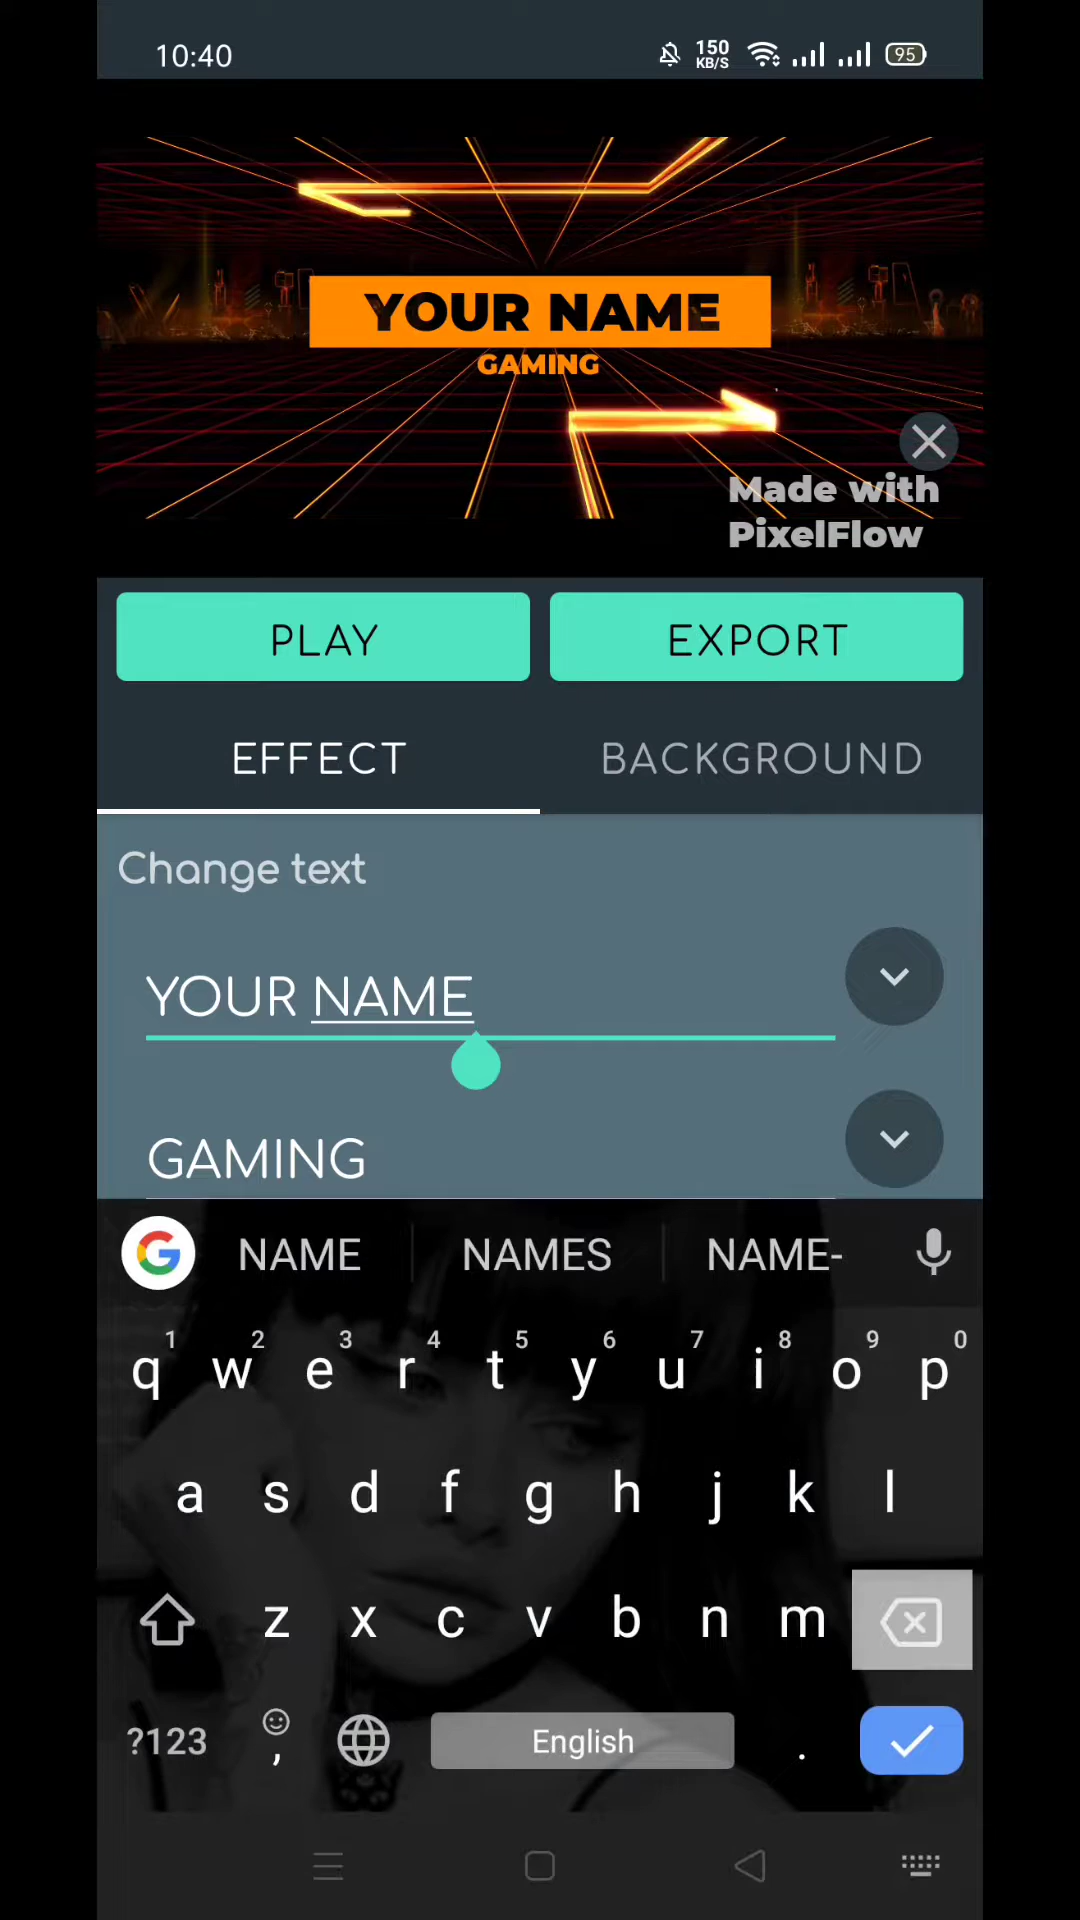 10:40
150
KB/S
95
YOUR NAME
GAMING
Made with
PixelFlow
PLAY
EXPORT
EFFECT
BACKGROUND
Change text
YOUR NAME
GAMING
G
NAME
NAMES
NAME-
1 2 3 4 5 6 7 8 9 0
q w e r t y u i o p
a s d f g h j k l
z x c v b n m
?123
,
English
.